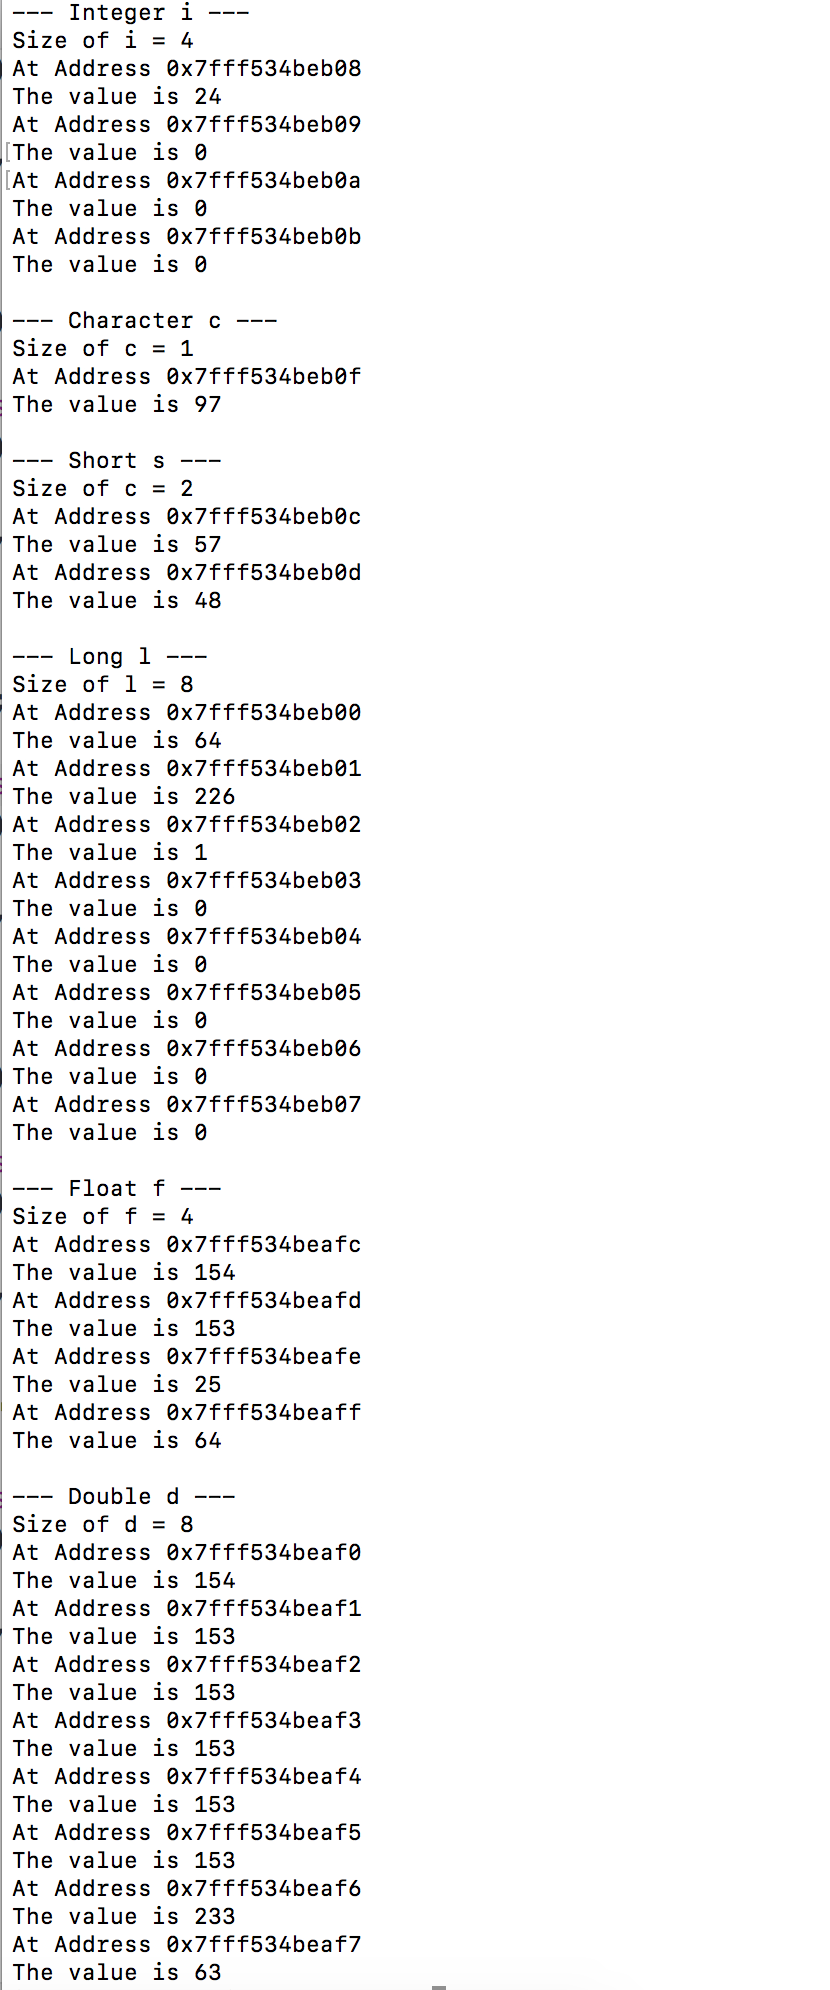 --- Integer i ---
Size of i = 4
At Address 0x7fff534beb08
The value is 24
At Address 0x7fff534beb09
[The value is 0
[At Address 0x7fff534beb0a
The value is 0
At Address 0x7fff534beb0b
The value is 0
--- Character c ---
Size of c = 1
At Address 0x7fff534beb0f
The value is 97
--- Short s ---
Size of c = 2
At Address 0x7fff534beb0c
The value is 57
At Address 0x7fff534beb0d
The value is 48
--- Long l ---
Size of l = 8
At Address 0x7fff534beb00
The value is 64
At Address 0x7fff534beb01
The value is 226
At Address 0x7fff534beb02
The value is 1
At Address 0x7fff534beb03
The value is 0
At Address 0x7fff534beb04
The value is 0
At Address 0x7fff534beb05
The value is 0
At Address 0x7fff534beb06
The value is 0
At Address 0x7fff534beb07
The value is 0
--- Float f ---
Size of f = 4
At Address 0x7fff534beafc
The value is 154
At Address 0x7fff534beafd
The value is 153
At Address 0x7fff534beafe
The value is 25
At Address 0x7fff534beaff
The value is 64
--- Double d ---
Size of d = 8
At Address 0x7fff534beaf0
The value is 154
At Address 0x7fff534beaf1
The value is 153
At Address 0x7fff534beaf2
The value is 153
At Address 0x7fff534beaf3
The value is 153
At Address 0x7fff534beaf4
The value is 153
At Address 0x7fff534beaf5
The value is 153
At Address 0x7fff534beaf6
The value is 233
At Address 0x7fff534beaf7
The value is 63